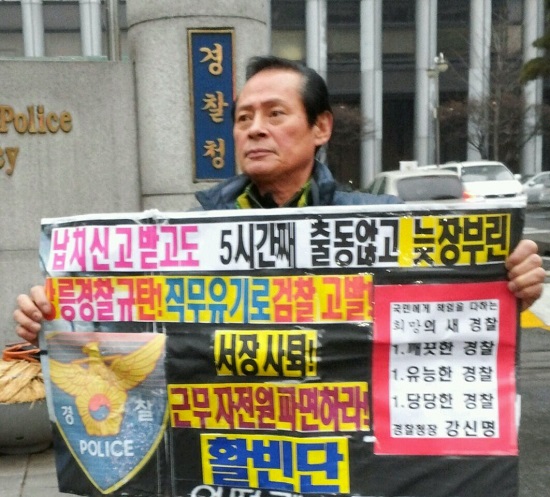 Police
경찰청
납치신고 받고도 5시간째 출동않고 늦장부린
강릉경찰규탄! 직무유기로 검찰 고발!
서장 사퇴!
근무자 전원 파면하라!
활빈단
경찰
POLICE
국민에게 책임을 다하는
희망의 새 경찰
1. 깨끗한 경찰
1. 유능한 경찰
1. 당당한 경찰
경찰청장 강신명